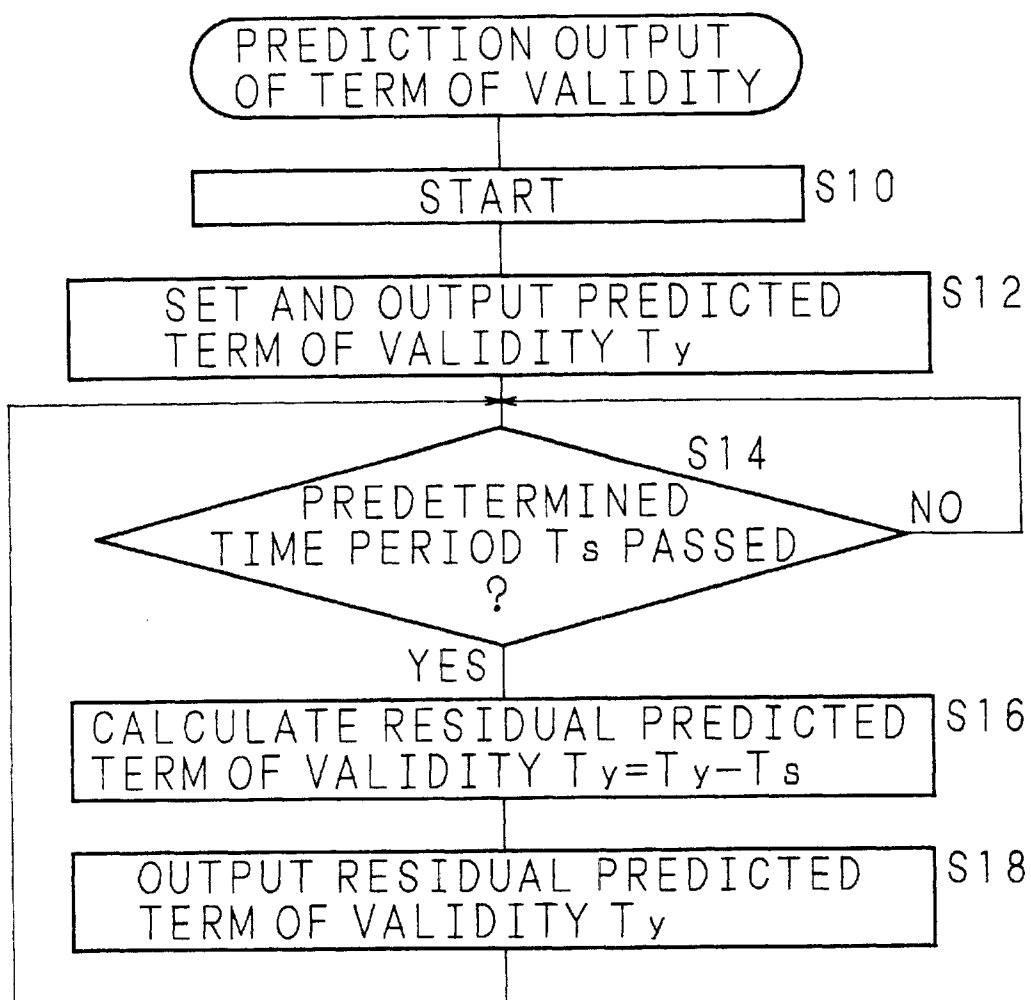 PREDICTION OUTPUT
OF TERM OF VALIDITY
START
S10
SET AND OUTPUT PREDICTED
TERM OF VALIDITY Ty
S12
S14
PREDETERMINED
TIME PERIOD Ts PASSED
?
NO
YES
CALCULATE RESIDUAL PREDICTED
TERM OF VALIDITY Ty=Ty-Ts
S16
OUTPUT RESIDUAL PREDICTED
TERM OF VALIDITY Ty
S18